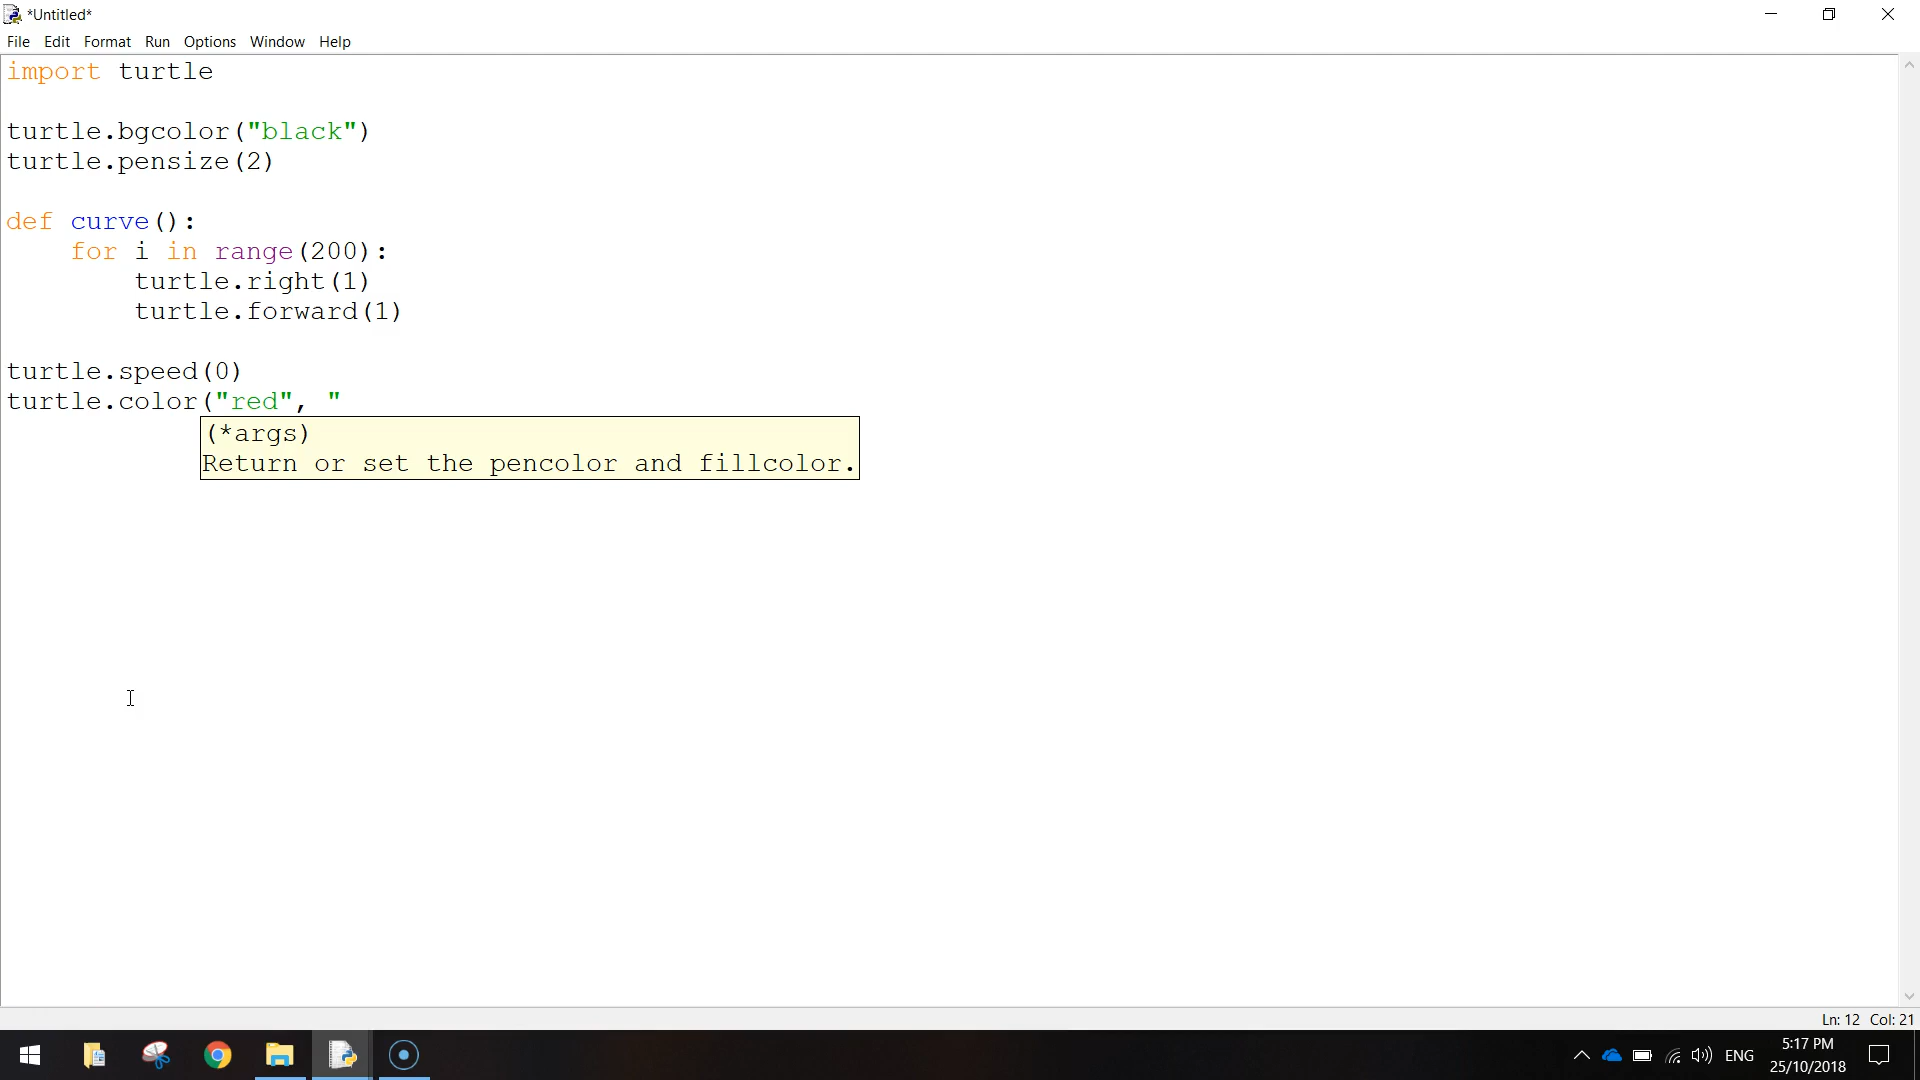 *Untitled*
File Edit Format Run Options Window Help
import turtle
turtle.bgcolor("black")
turtle.pensize(2)
def curve():
    for i in range(200):
        turtle.right(1)
        turtle.forward(1)
turtle.speed(0)
turtle.color("red", "
(*args)
Return or set the pencolor and fillcolor.
Ln: 12 Col: 21
ENG
5:17 PM
25/10/2018